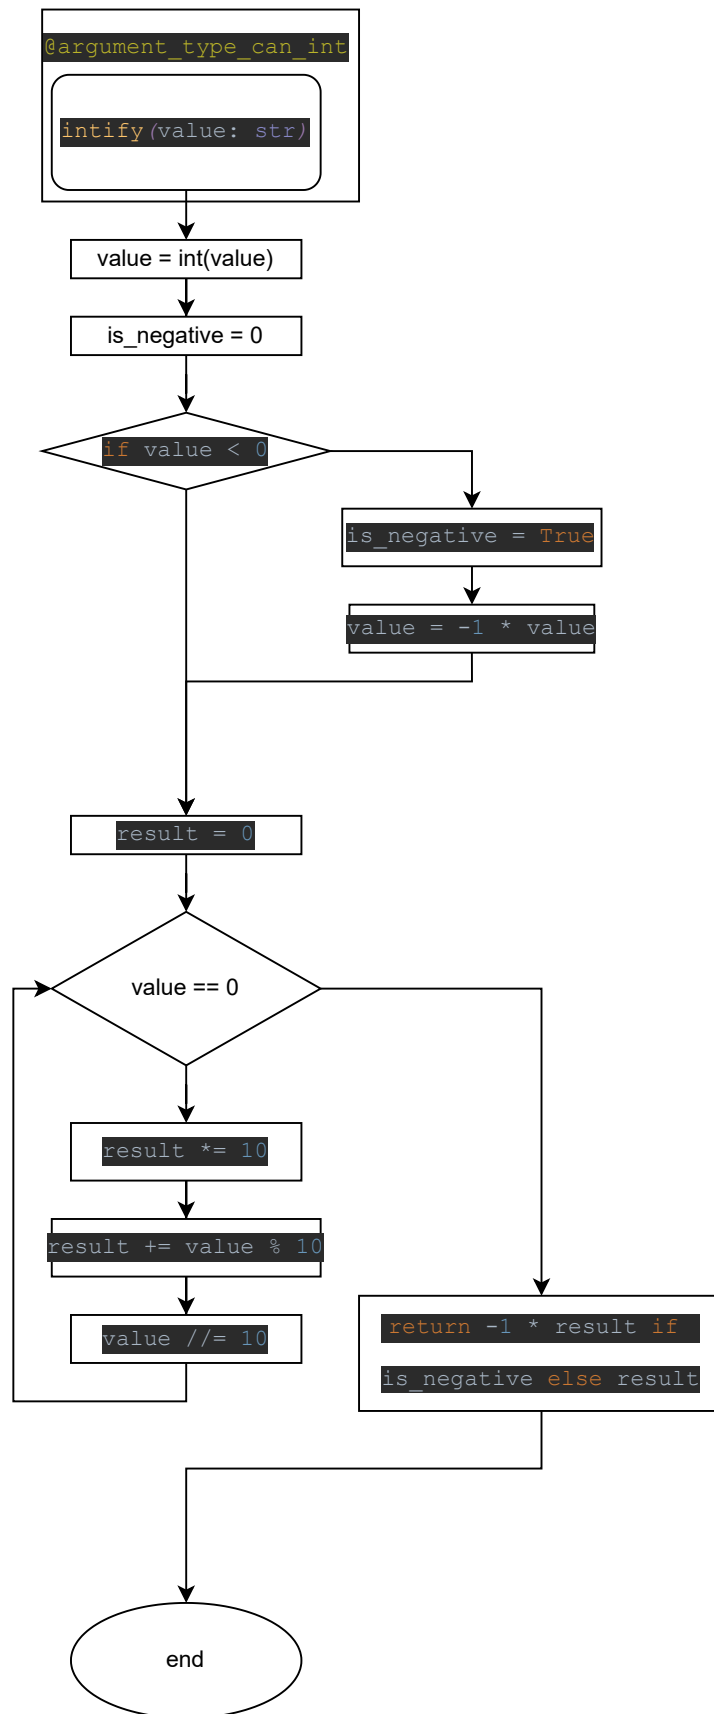 @argument_type_can_int
intify(value: str)
value = int(value)
is_negative = 0
if value < 0
is_negative = True
value = -1 * value
result = 0
value == 0
result *= 10
result += value % 10
value //= 10
return -1 * result if
is_negative else result
end